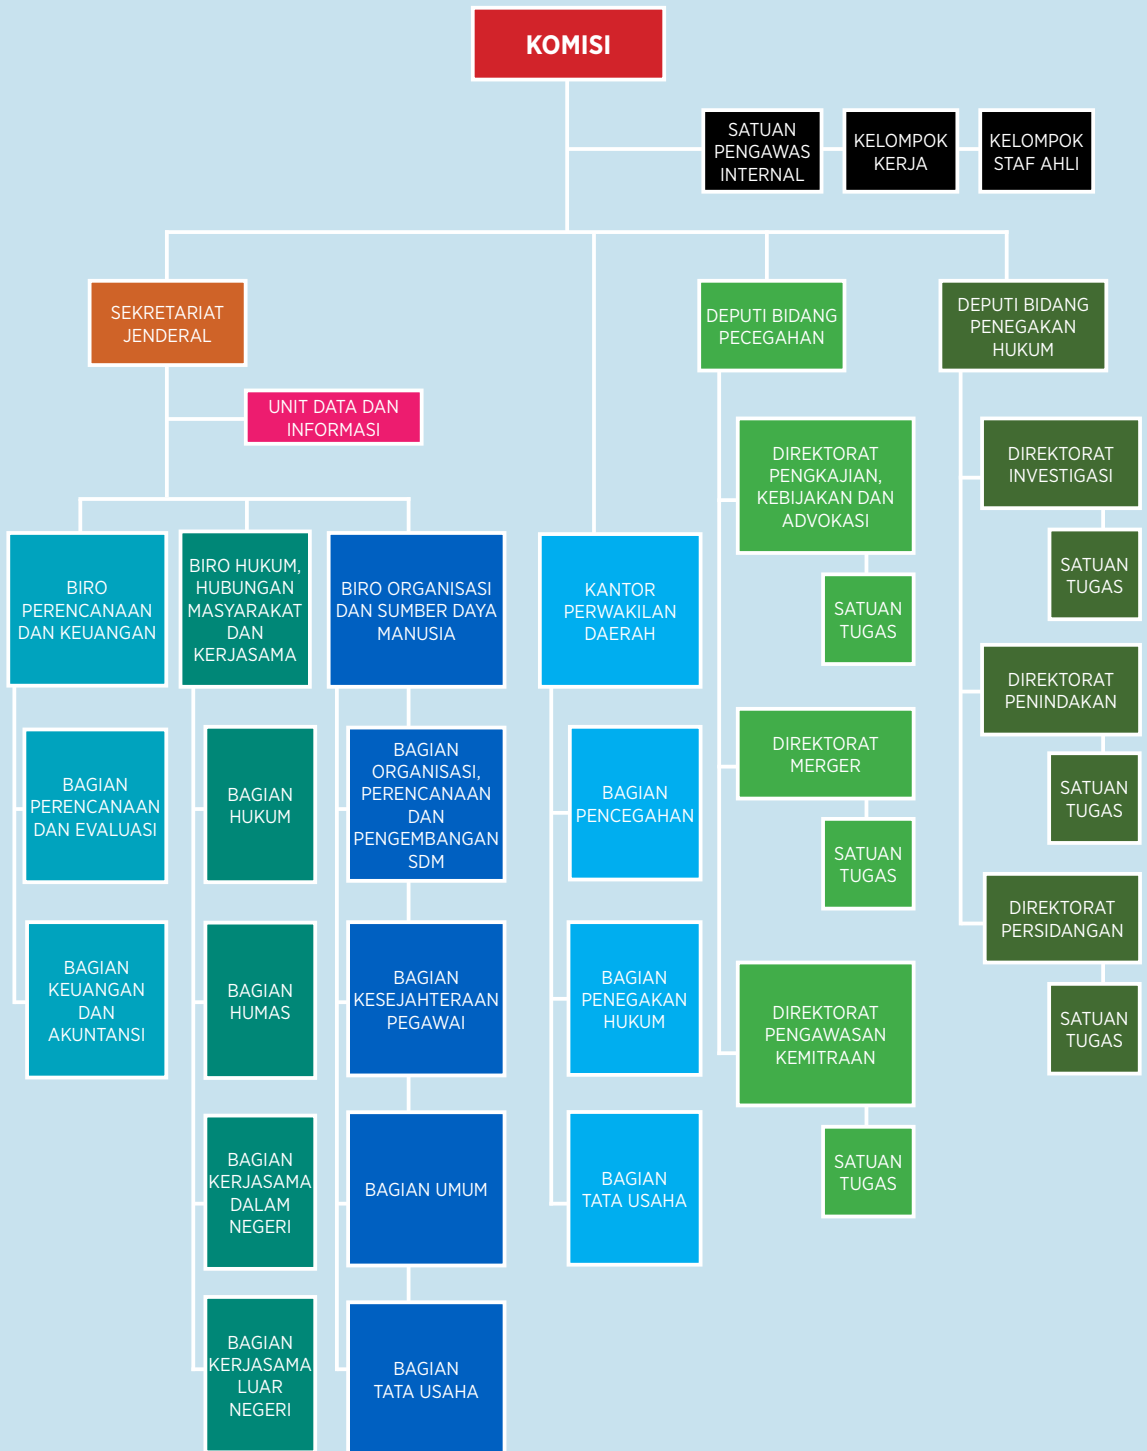 KOMISI
SATUAN
PENGAWAS
INTERNAL
KELOMPOK
KERJA
KELOMPOK
STAF AHLI
SEKRETARIAT
JENDERAL
UNIT DATA DAN
INFORMASI
BIRO
PERENCANAAN
DAN KEUANGAN
BAGIAN
PERENCANAAN
DAN EVALUASI
BAGIAN
KEUANGAN
DAN
AKUNTANSI
BIRO HUKUM,
HUBUNGAN
MASYARAKAT
DAN
KERJASAMA
BAGIAN
HUKUM
BAGIAN
HUMAS
BAGIAN
KERJASAMA
DALAM
NEGERI
BAGIAN
KERJASAMA
LUAR
NEGERI
BIRO ORGANISASI
DAN SUMBER DAYA
MANUSIA
BAGIAN
ORGANISASI,
PERENCANAAN
DAN
PENGEMBANGAN
SDM
BAGIAN
KESEJAHTERAAN
PEGAWAI
BAGIAN UMUM
BAGIAN
TATA USAHA
KANTOR
PERWAKILAN
DAERAH
BAGIAN
PENCEGAHAN
BAGIAN
PENEGAKAN
HUKUM
BAGIAN
TATA USAHA
DEPUTI BIDANG
PECEGAHAN
DIREKTORAT
PENGKAJIAN,
KEBIJAKAN DAN
ADVOKASI
SATUAN
TUGAS
DIREKTORAT
MERGER
SATUAN
TUGAS
DIREKTORAT
PENGAWASAN
KEMITRAAN
SATUAN
TUGAS
DEPUTI BIDANG
PENEGAKAN
HUKUM
DIREKTORAT
INVESTIGASI
SATUAN
TUGAS
DIREKTORAT
PENINDAKAN
SATUAN
TUGAS
DIREKTORAT
PERSIDANGAN
SATUAN
TUGAS